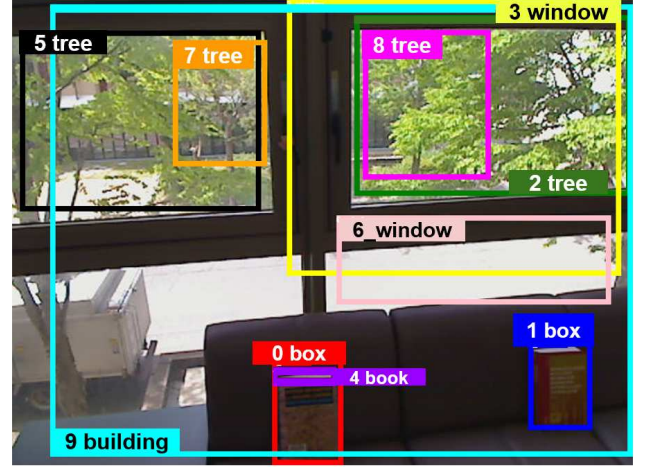 3 window
5 tree
7 tree
8 tree
2 tree
6_window
1 box
0 box
4 book
9 building